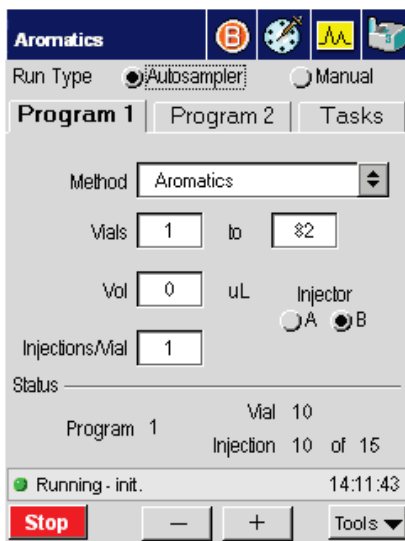 Aromatics B
Run Type Autosampler Manual
Program 1 Program 2 Tasks
Method Aromatics
Vials 1 to 82
Vol 0 uL Injector
A B
Injections/Vial 1
Status
Vial 10
Program 1
Injection 10 of 15
Running - init. 14:11:43
Stop − + Tools